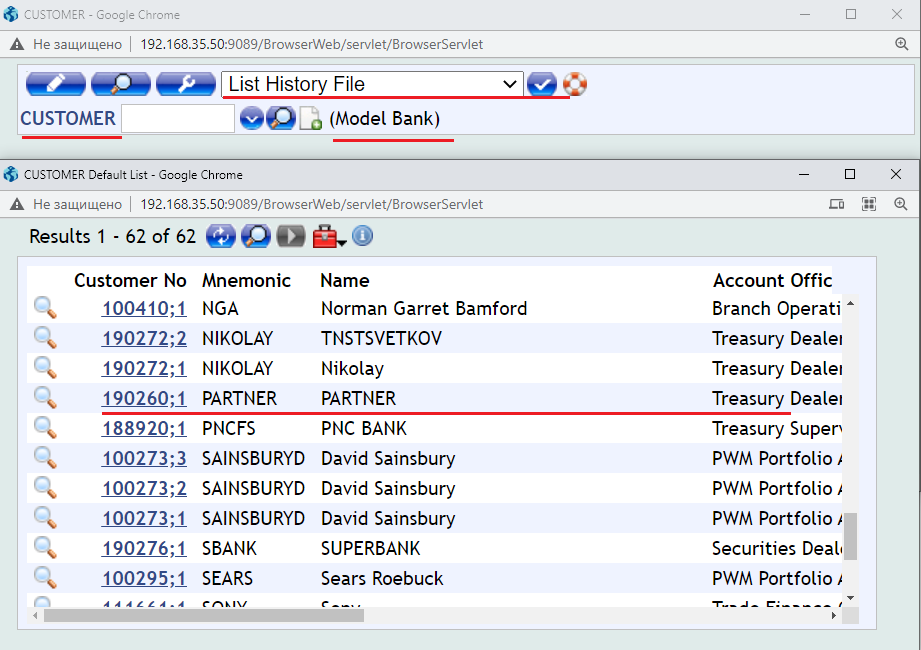 CUSTOMER - Google Chrome
Не защищено 192.168.35.50:9089/BrowserWeb/servlet/BrowserServlet
List History File
CUSTOMER (Model Bank)
CUSTOMER Default List - Google Chrome
Не защищено 192.168.35.50:9089/BrowserWeb/servlet/BrowserServlet
Results 1 - 62 of 62
Customer No Mnemonic Name Account Offic
100410;1 NGA Norman Garret Bamford Branch Operati
190272;2 NIKOLAY TNSTSVETKOV Treasury Dealer
190272;1 NIKOLAY Nikolay Treasury Dealer
190260;1 PARTNER PARTNER Treasury Dealer
188920;1 PNCFS PNC BANK Treasury Superv
100273;3 SAINSBURYD David Sainsbury PWM Portfolio A
100273;2 SAINSBURYD David Sainsbury PWM Portfolio A
100273;1 SAINSBURYD David Sainsbury PWM Portfolio A
190276;1 SBANK SUPERBANK Securities Deal
100295;1 SEARS Sears Roebuck PWM Portfolio A
111661;1 SONY Sony Trade Finance